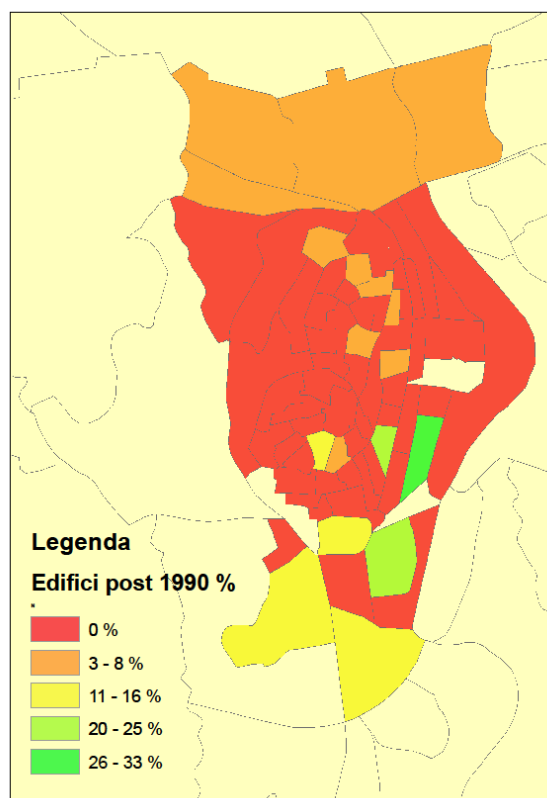 Legenda
Edifici post 1990 %
0 %
3 - 8 %
11 - 16 %
20 - 25 %
26 - 33 %